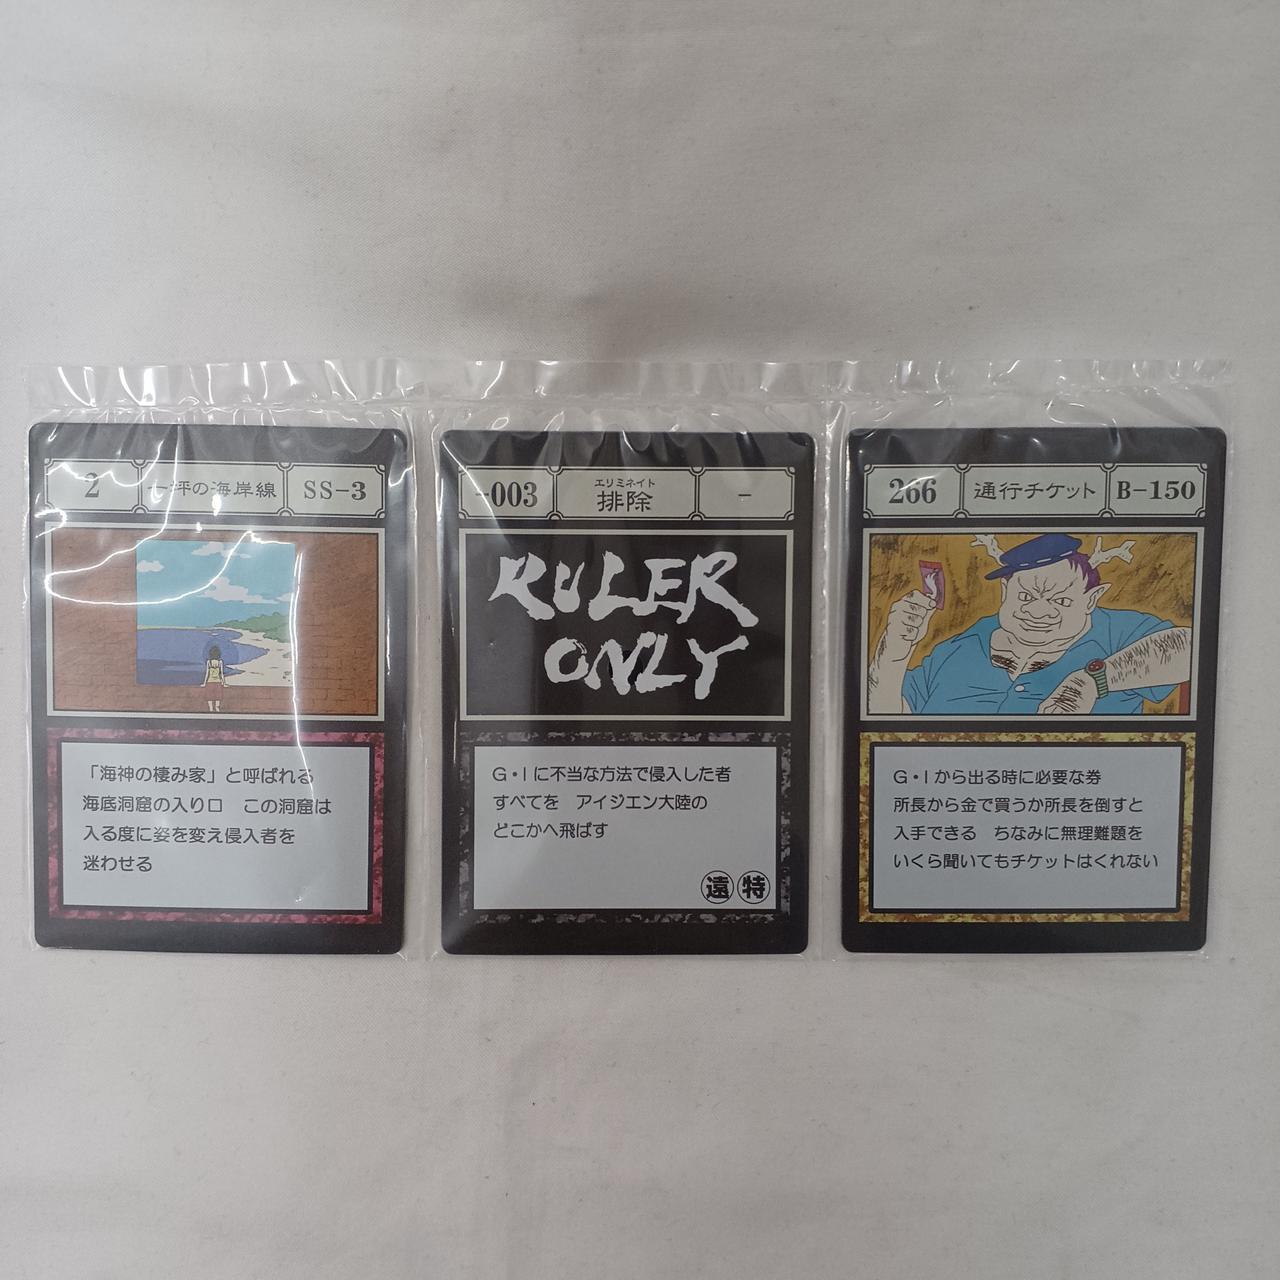 2
一坪の海岸線
SS-3
「海神の棲み家」と呼ばれる
海底洞窟の入り口　この洞窟は
入る度に姿を変え侵入者を
迷わせる
-003
エリミネイト
排除
-
RULER
ONLY
G・Iに不当な方法で侵入した者
すべてを　アイジエン大陸の
どこかへ飛ばす
遠 特
266
通行チケット
B-150
G・Iから出る時に必要な券
所長から金で買うか所長を倒すと
入手できる　ちなみに無理難題を
いくら聞いてもチケットはくれない